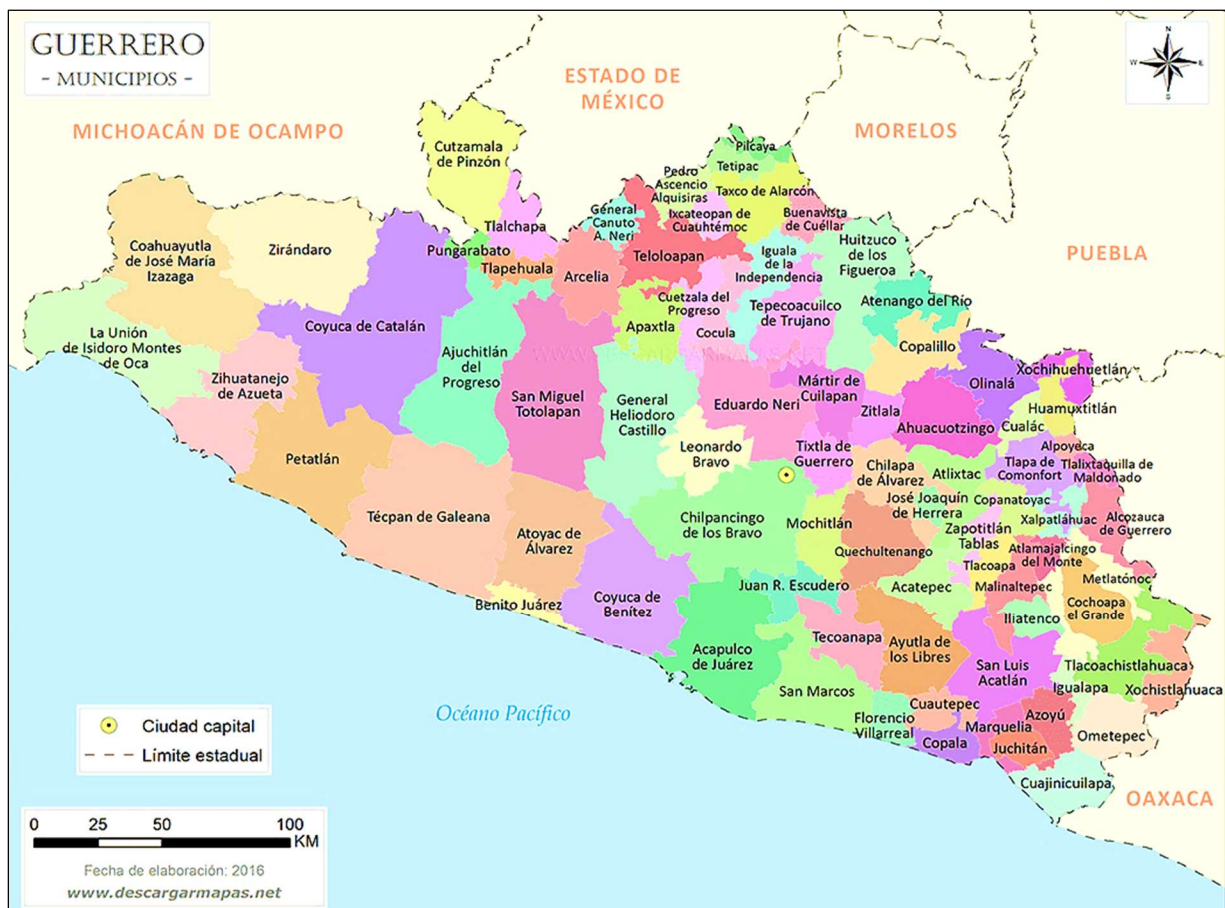 GUERRERO
- MUNICIPIOS -
N
W
E
S
ESTADO DE
MÉXICO
MICHOACÁN DE OCAMPO
MORELOS
PUEBLA
OAXACA
Cutzamala
de Pinzón
Pilcaya
Tetipac
Pedro
Ascencio
Alquisiras
Taxco de Alarcón
Tlalchapa
General
Canuto
A. Neri
Ixcateopan de
Cuauhtémoc
Buenavista
de Cuéllar
Coahuayutla
de José María
Izazaga
Zirándaro
Pungarabato
Tlapehuala
Arcelia
Teloloapan
Iguala
de la
Independencia
Huitzuco
de los
Figueroa
La Unión
de Isidoro Montes
de Oca
Coyuca de Catalán
Apaxtla
Cuetzala del
Progreso
Cocula
Tepecoacuilco
de Trujano
Atenango del Río
Copalillo
Zihuatanejo
de Azueta
Ajuchitlán
del
Progreso
San Miguel
Totolapan
General
Heliodoro
Castillo
Eduardo Neri
Mártir de
Cuilapan
Zitlala
Olinalá
Xochihuehuetlán
Huamuxtitlán
Ahuacuotzingo
Cualác
Petatlán
Leonardo
Bravo
Tixtla de
Guerrero
Chilapa
de Álvarez
Atlixtac
Tlapa de
Comonfort
Alpoyeca
Tlalixtaquilla de
Maldonado
Técpan de Galeana
Atoyac de
Álvarez
Chilpancingo
de los Bravo
Mochitlán
José Joaquín
de Herrera
Copanatoyac
Xalpatláhuac
Alcozauca
de Guerrero
Quechultenango
Zapotitlán
Tablas
Atlamajalcingo
del Monte
Tlacoapa
Metlatónoc
Benito Juárez
Coyuca de
Benítez
Juan R. Escudero
Acatepec
Malinaltepec
Cochoapa
el Grande
Iliatenco
Acapulco
de Juárez
Tecoanapa
Ayutla de
los Libres
San Luis
Acatlán
Tlacoachistlahuaca
San Marcos
Igualapa
Xochistlahuaca
Florencio
Villarreal
Cuautepec
Copala
Marquelia
Azoyú
Juchitán
Ometepec
Cuajinicuilapa
Océano Pacífico
WWW.DESCARGARMAPAS.NET
Ciudad capital
Límite estadual
0 25 50 100
KM
Fecha de elaboración: 2016
www.descargarmapas.net